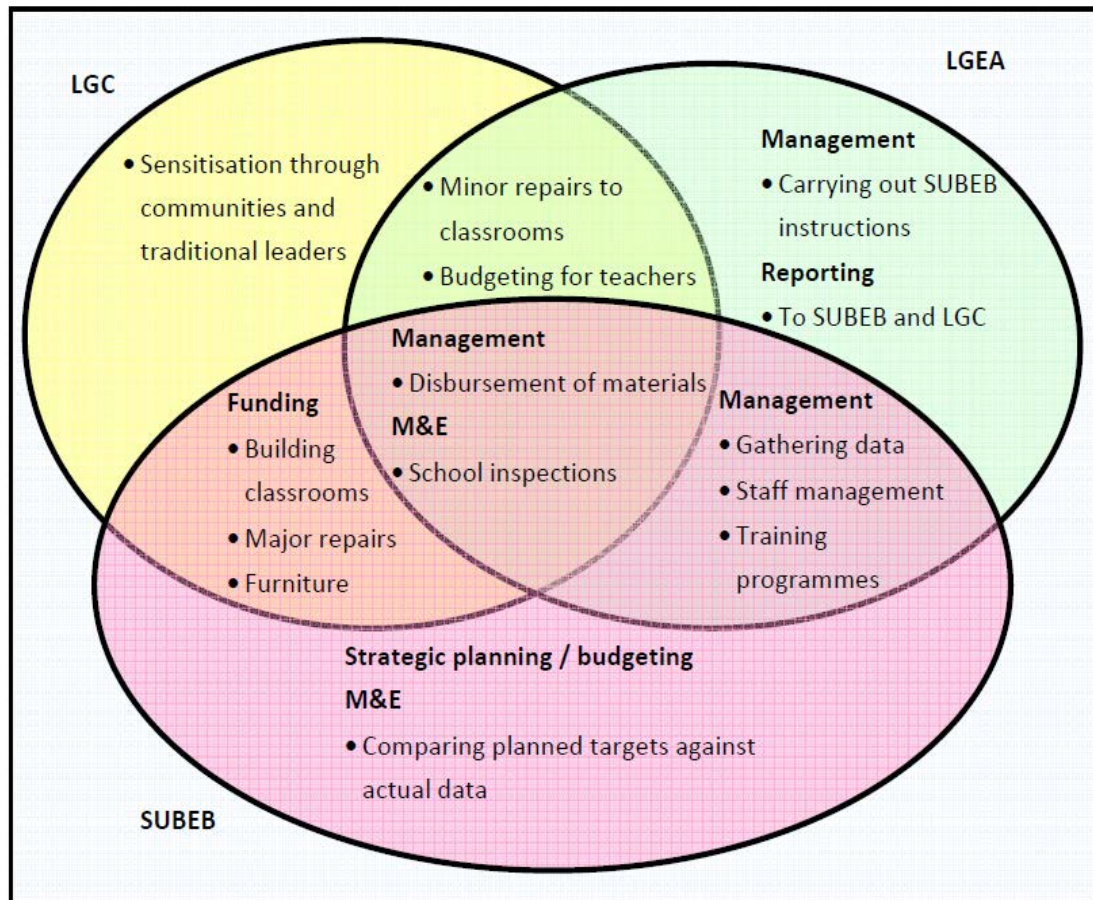 LGC
LGEA
• Sensitisation through
communities and
traditional leaders
• Minor repairs to
classrooms
• Budgeting for teachers
Management
• Carrying out SUBEB
instructions
Reporting
• To SUBEB and LGC
Funding
• Building
classrooms
• Major repairs
• Furniture
Management
• Disbursement of materials
M&E
• School inspections
Management
• Gathering data
• Staff management
• Training
programmes
Strategic planning / budgeting
M&E
• Comparing planned targets against
actual data
SUBEB